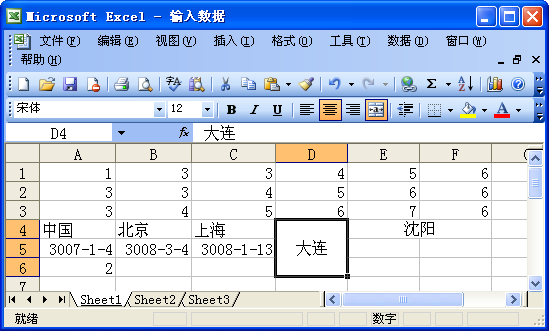 Microsoft Excel - 输入数据
文件(F) 编辑(E) 视图(V) 插入(I) 格式(O) 工具(T) 数据(D) 窗口(W)
帮助(H)
宋体 12 B I U
D4 fx 大连
A B C D E F
1 1 3 3 4 5 6
2 3 3 4 5 6 6
3 3 4 5 6 7 6
4 中国 北京 上海 沈阳
5 3007-1-4 3008-3-4 3008-1-13 大连
6 2
7
Sheet1 Sheet2 Sheet3
就绪 数字